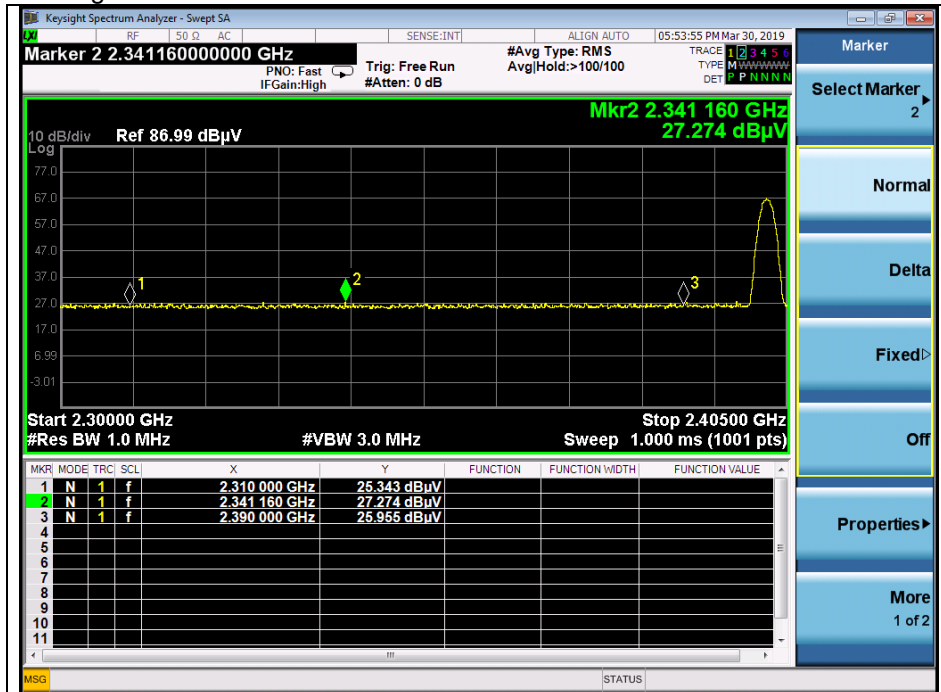 Keysight Spectrum Analyzer - Swept SA
LXI RF 50 Ω AC SENSE:INT ALIGN AUTO 05:53:55 PM Mar 30, 2019
Marker 2 2.341160000000 GHz
PNO: Fast
IFGain:High
Trig: Free Run
#Atten: 0 dB
#Avg Type: RMS
Avg|Hold:>100/100
TRACE 1 2 3 4 5 6
TYPE M WWWWW
DET P P N N N N
Mkr2 2.341 160 GHz
27.274 dBµV
10 dB/div Ref 86.99 dBµV
Log
77.0
67.0
57.0
47.0
37.0
27.0
17.0
6.99
-3.01
1
2
3
Start 2.30000 GHz Stop 2.40500 GHz
#Res BW 1.0 MHz #VBW 3.0 MHz Sweep 1.000 ms (1001 pts)
MKR MODE TRC SCL X Y FUNCTION FUNCTION WIDTH FUNCTION VALUE
1 N 1 f 2.310 000 GHz 25.343 dBµV
2 N 1 f 2.341 160 GHz 27.274 dBµV
3 N 1 f 2.390 000 GHz 25.955 dBµV
4
5
6
7
8
9
10
11
MSG STATUS
Marker
Select Marker
2
Normal
Delta
Fixed
Off
Properties
More
1 of 2